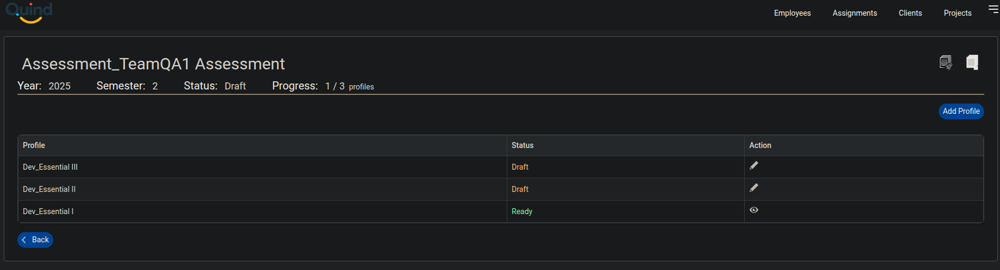 Quind
Employees Assignments Clients Projects
Assessment_TeamQA1 Assessment
Year: 2025 Semester: 2 Status: Draft Progress: 1 / 3 profiles
Add Profile
Profile Status Action
Dev_Essential III Draft
Dev_Essential II Draft
Dev_Essential I Ready
Back